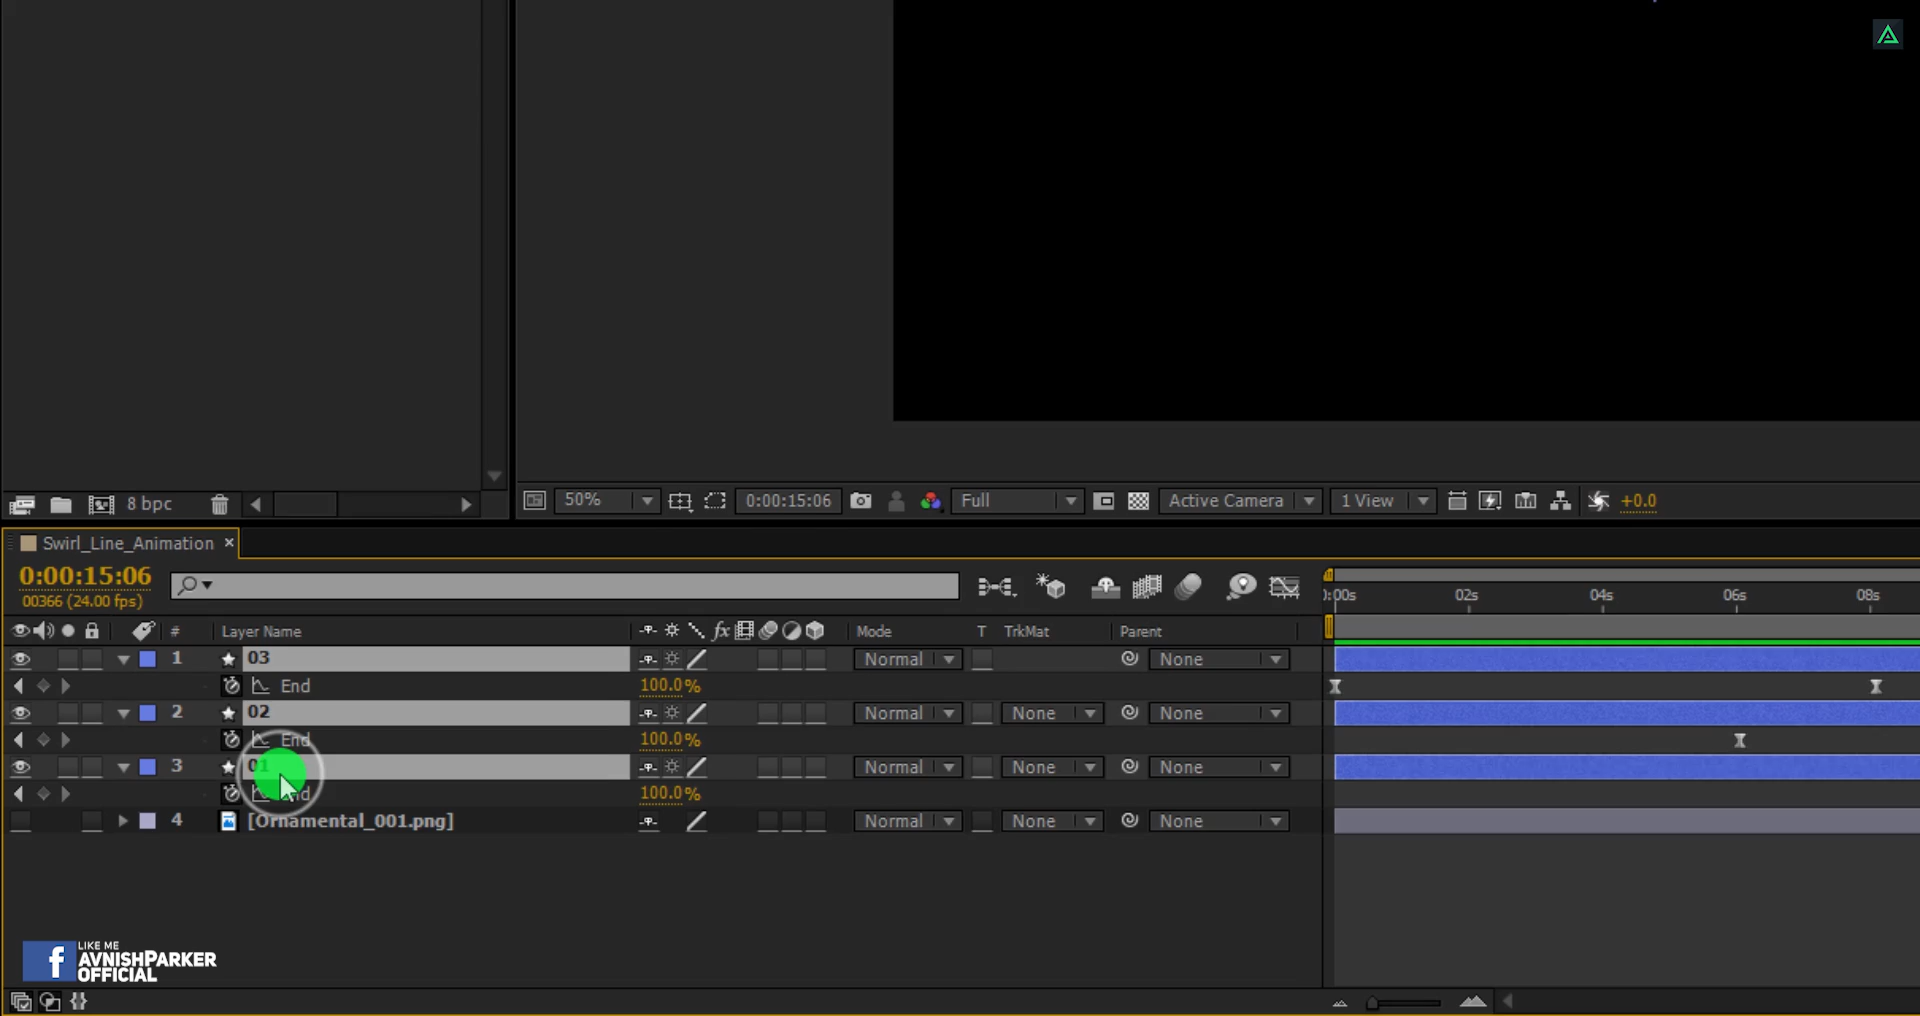 8 bpc
50%
0:00:15:06
Full
Active Camera
1 View
+0.0
Swirl_Line_Animation ×
0:00:15:06
00366 (24.00 fps)
:00s 02s 04s 06s 08s
# Layer Name fx Mode T TrkMat Parent
1 03 Normal None
End 100.0%
2 02 Normal None None
End 100.0%
3 01 Normal None None
End 100.0%
4 [Ornamental_001.png] Normal None None
f LIKE ME
AVNISHPARKER
OFFICIAL